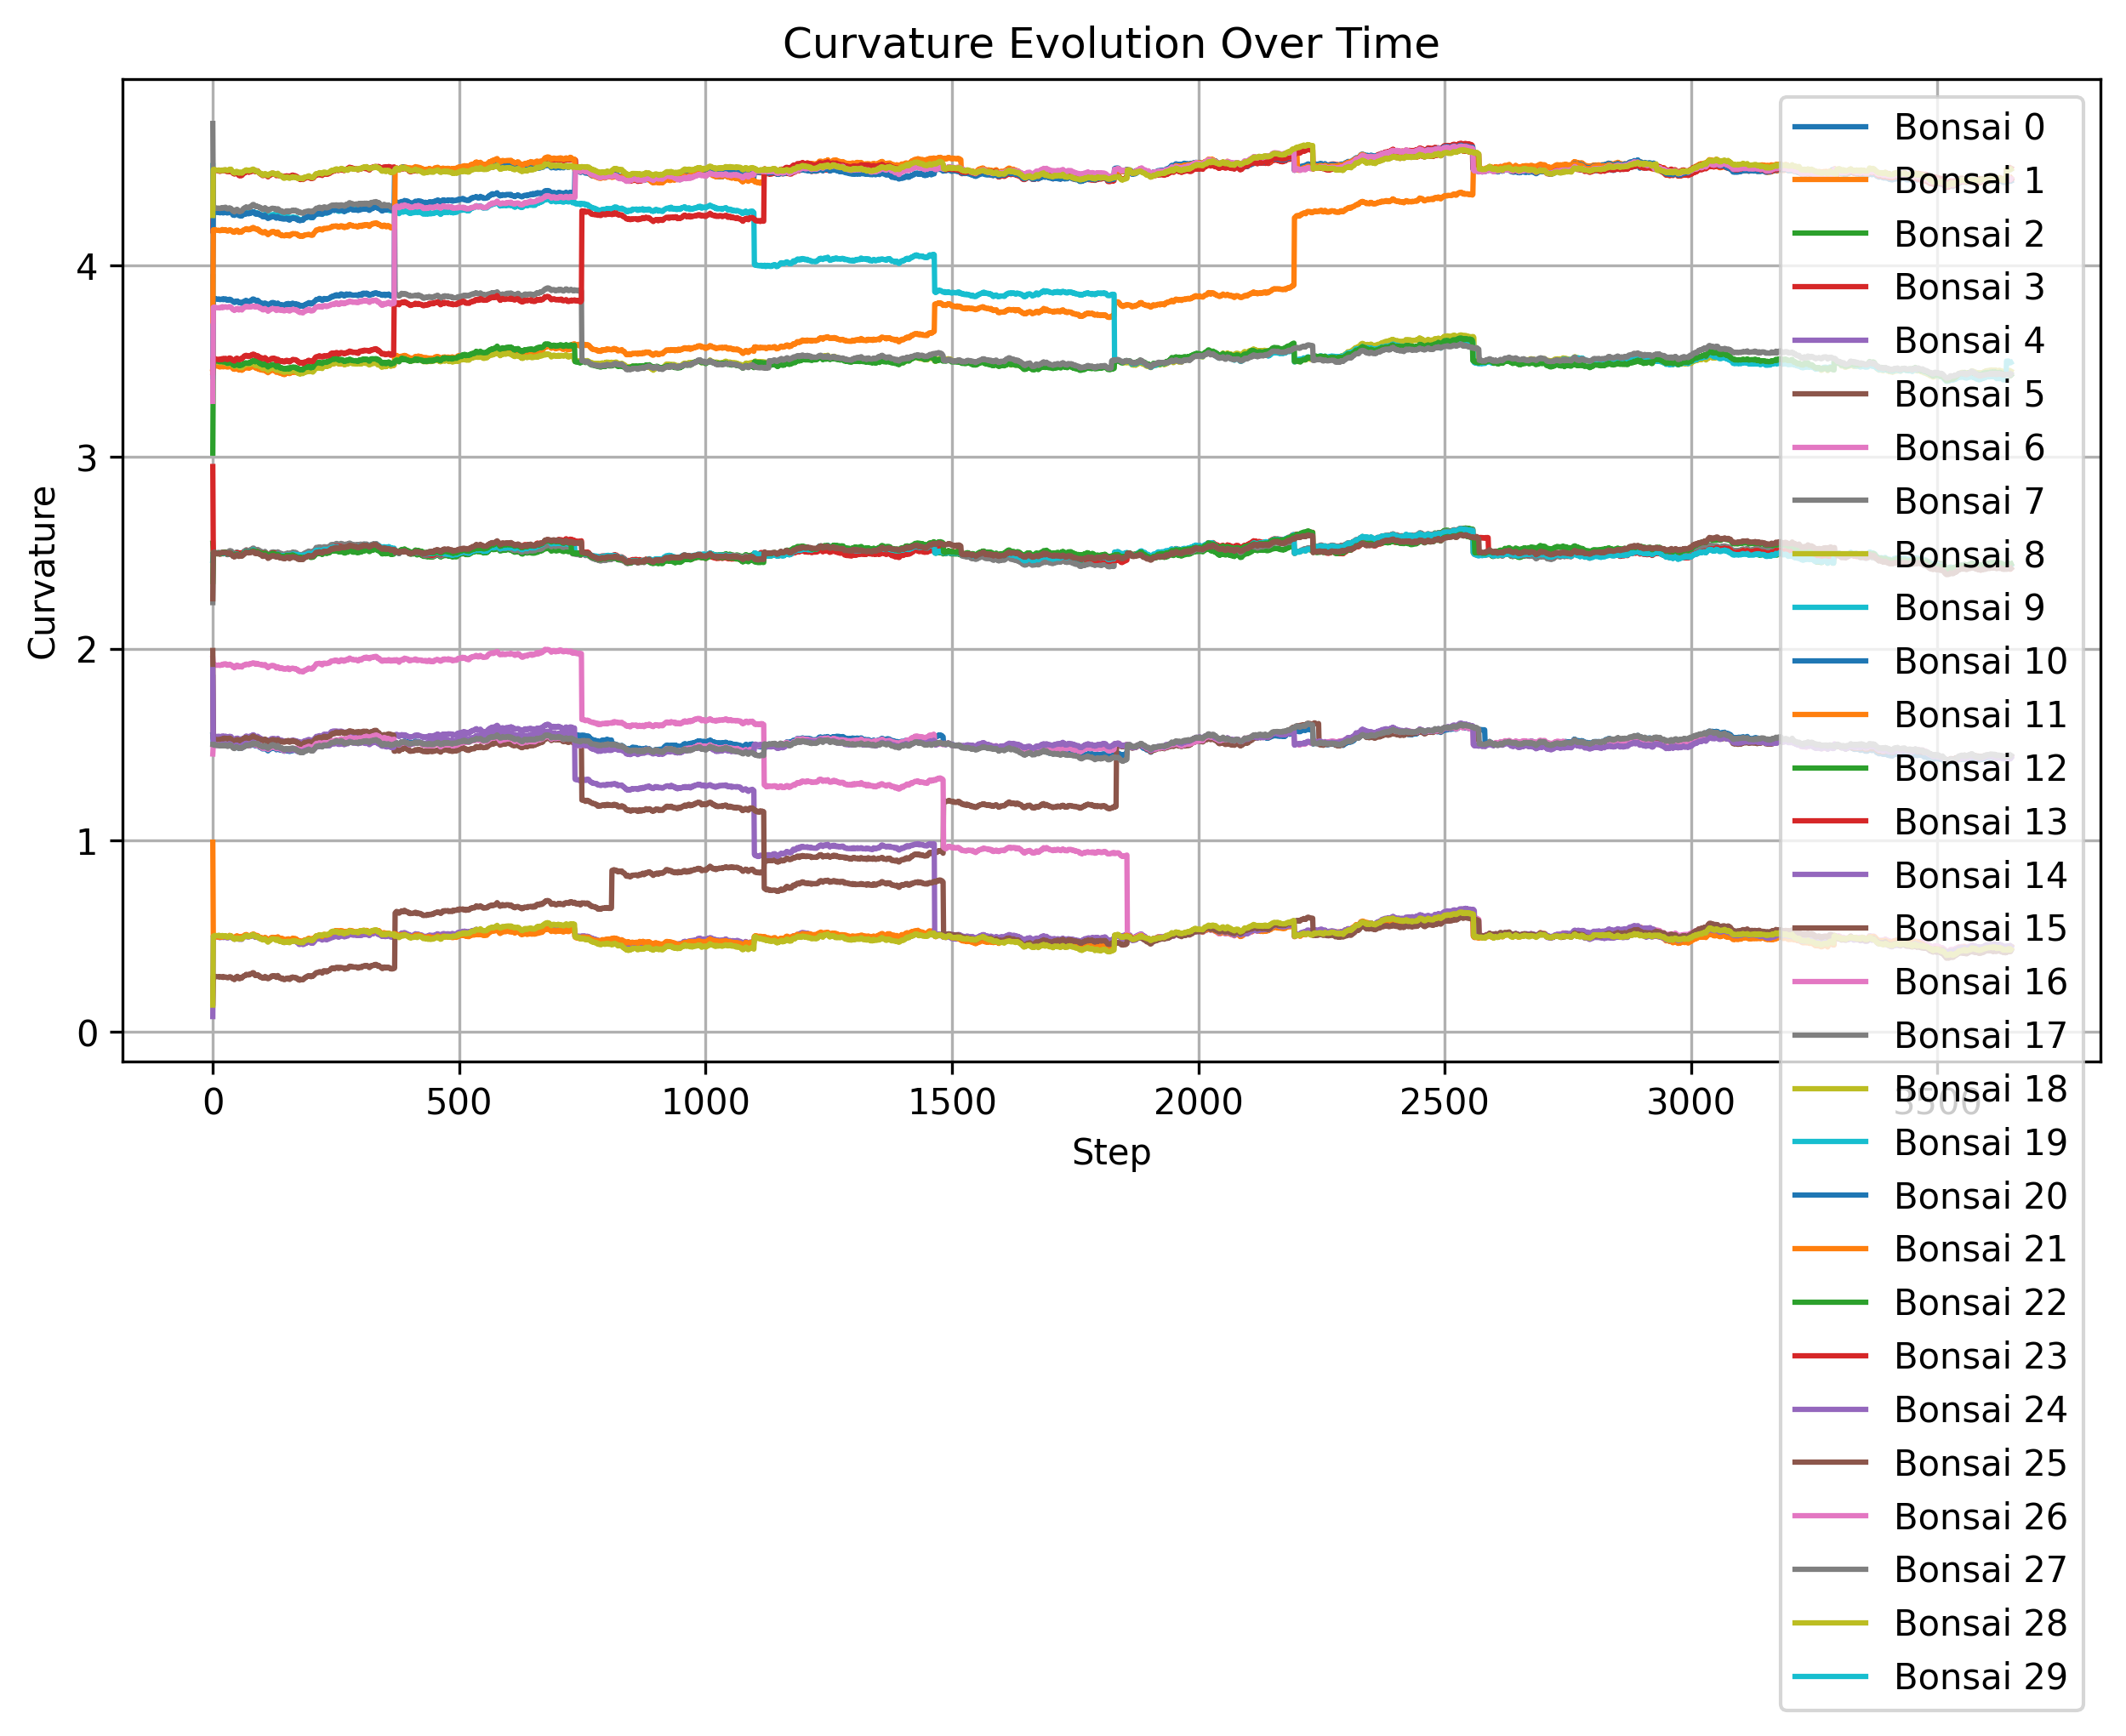 Curvature Evolution Over Time
Curvature
4
3
2
1
0
0 500 1000 1500 2000 2500 3000 3500
Step
Bonsai 0
Bonsai 1
Bonsai 2
Bonsai 3
Bonsai 4
Bonsai 5
Bonsai 6
Bonsai 7
Bonsai 8
Bonsai 9
Bonsai 10
Bonsai 11
Bonsai 12
Bonsai 13
Bonsai 14
Bonsai 15
Bonsai 16
Bonsai 17
Bonsai 18
Bonsai 19
Bonsai 20
Bonsai 21
Bonsai 22
Bonsai 23
Bonsai 24
Bonsai 25
Bonsai 26
Bonsai 27
Bonsai 28
Bonsai 29